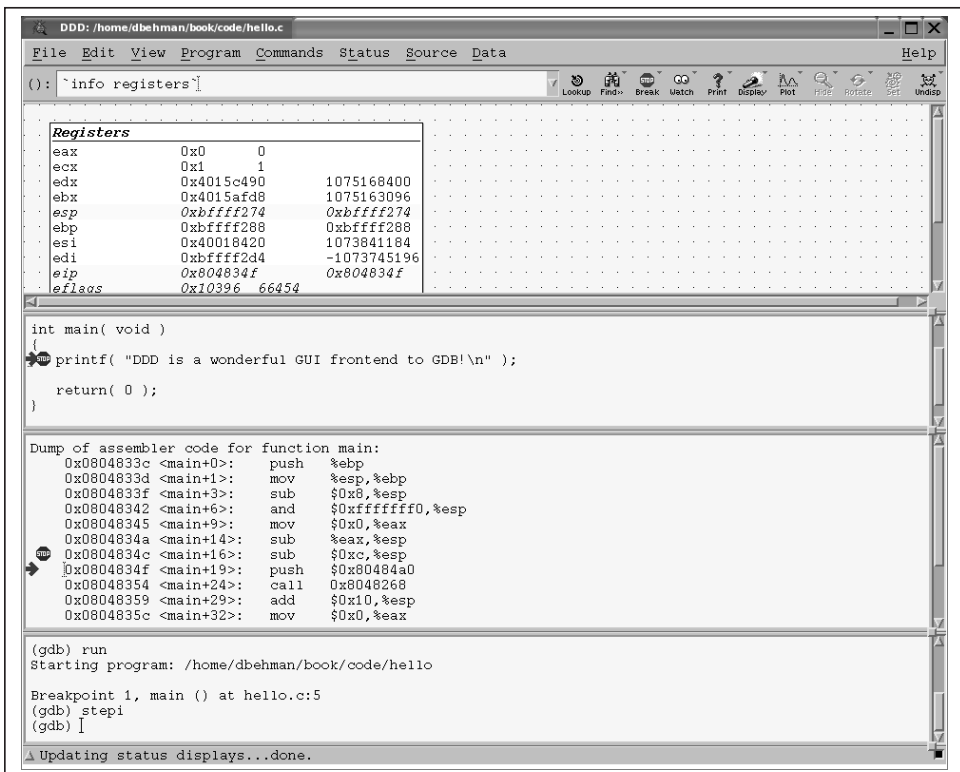 DDD: /home/dbehman/book/code/hello.c
File Edit View Program Commands Status Source Data Help
(): `info registers` Lookup Find» Break Watch Print Display Plot Hide Rotate Set Undisp
Registers
eax 0x0 0
ecx 0x1 1
edx 0x4015c490 1075168400
ebx 0x4015afd8 1075163096
esp 0xbffff274 0xbffff274
ebp 0xbffff288 0xbffff288
esi 0x40018420 1073841184
edi 0xbffff2d4 -1073745196
eip 0x804834f 0x804834f
eflags 0x10396 66454
int main( void )
{
STOP printf( "DDD is a wonderful GUI frontend to GDB!\n" );
return( 0 );
}
Dump of assembler code for function main:
0x0804833c <main+0>: push %ebp
0x0804833d <main+1>: mov %esp,%ebp
0x0804833f <main+3>: sub $0x8,%esp
0x08048342 <main+6>: and $0xfffffff0,%esp
0x08048345 <main+9>: mov $0x0,%eax
0x0804834a <main+14>: sub %eax,%esp
STOP 0x0804834c <main+16>: sub $0xc,%esp
0x0804834f <main+19>: push $0x80484a0
0x08048354 <main+24>: call 0x8048268
0x08048359 <main+29>: add $0x10,%esp
0x0804835c <main+32>: mov $0x0,%eax
(gdb) run
Starting program: /home/dbehman/book/code/hello
Breakpoint 1, main () at hello.c:5
(gdb) stepi
(gdb)
Updating status displays...done.